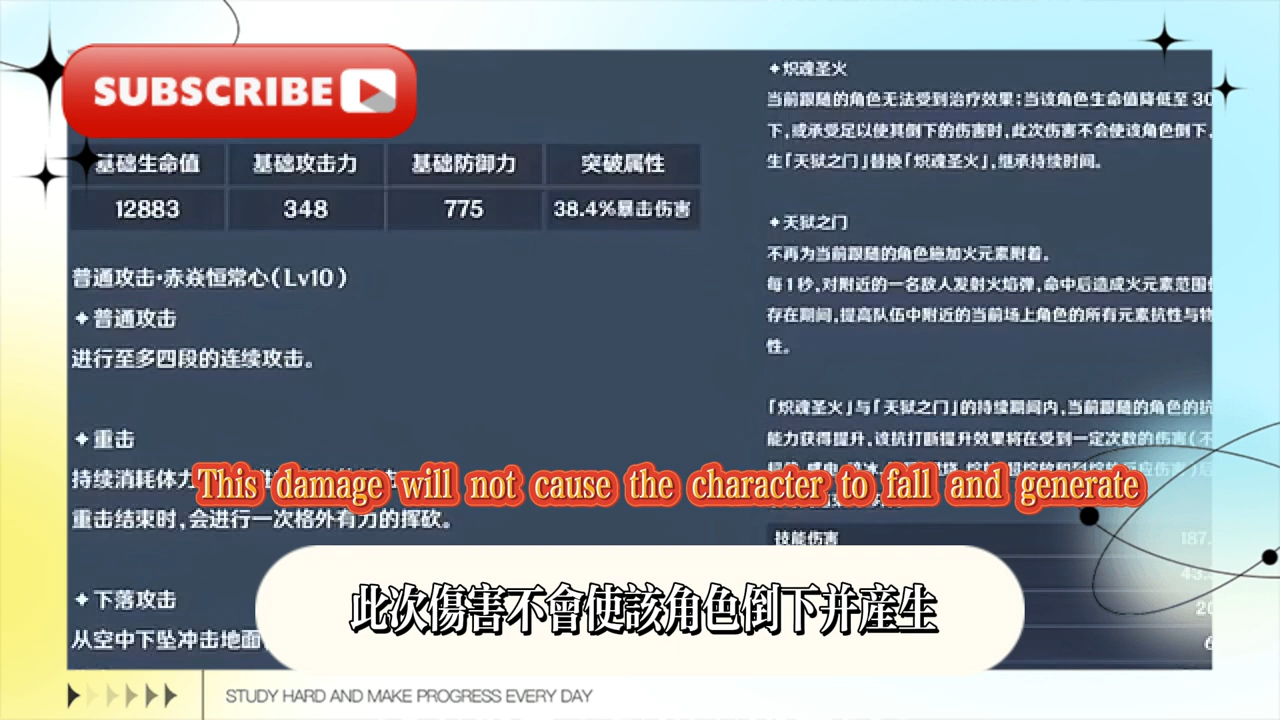 SUBSCRIBE
基础生命值 基础攻击力 基础防御力 突破属性
12883 348 775 38.4%暴击伤害
普通攻击·赤焱恒常心(Lv10)
普通攻击
进行至多四段的连续攻击。
重击
持续消耗体力
重击结束时,会进行一次格外有力的挥砍。
下落攻击
从空中下坠冲击地面
炽魂圣火
当前跟随的角色无法受到治疗效果;当该角色生命值降低至30
下,或承受足以使其倒下的伤害时,此次伤害不会使该角色倒下,
生「天狱之门」替换「炽魂圣火」,继承持续时间。
天狱之门
不再为当前跟随的角色施加火元素附着。
每1秒,对附近的一名敌人发射火焰弹,命中后造成火元素范围
存在期间,提高队伍中附近的当前场上角色的所有元素抗性与物
性。
「炽魂圣火」与「天狱之门」的持续期间内,当前跟随的角色的抗
能力获得提升,该抗打断提升效果将在受到一定次数的伤害(不
This damage will not cause the character to fall and generate
技能伤害 187.
43.
20
6
此次傷害不會使該角色倒下并産生
STUDY HARD AND MAKE PROGRESS EVERY DAY